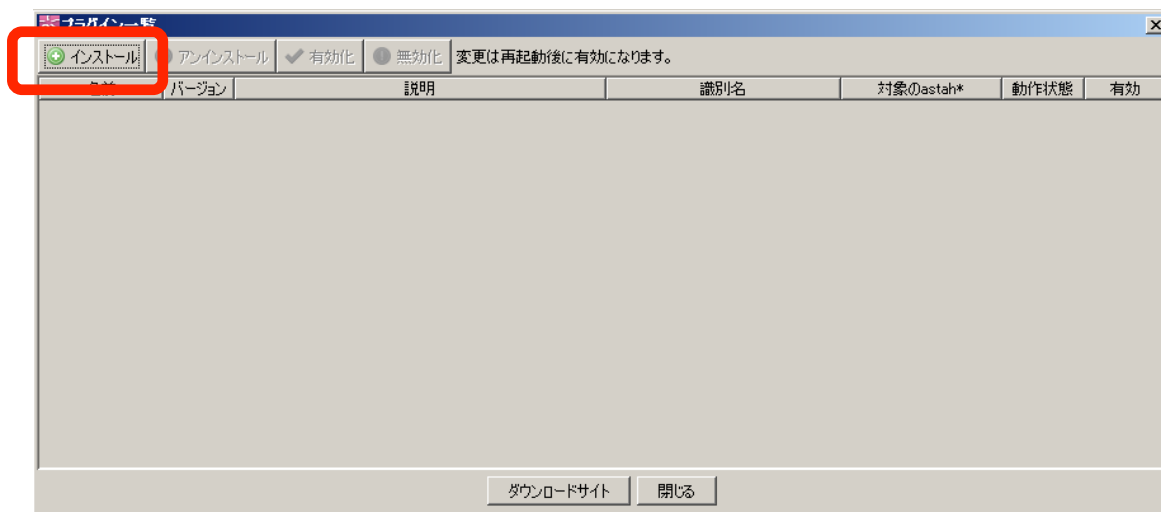 プラグイン一覧
インストール アンインストール 有効化 無効化 変更は再起動後に有効になります。
名前 バージョン 説明 識別名 対象のastah* 動作状態 有効
ダウンロードサイト 閉じる